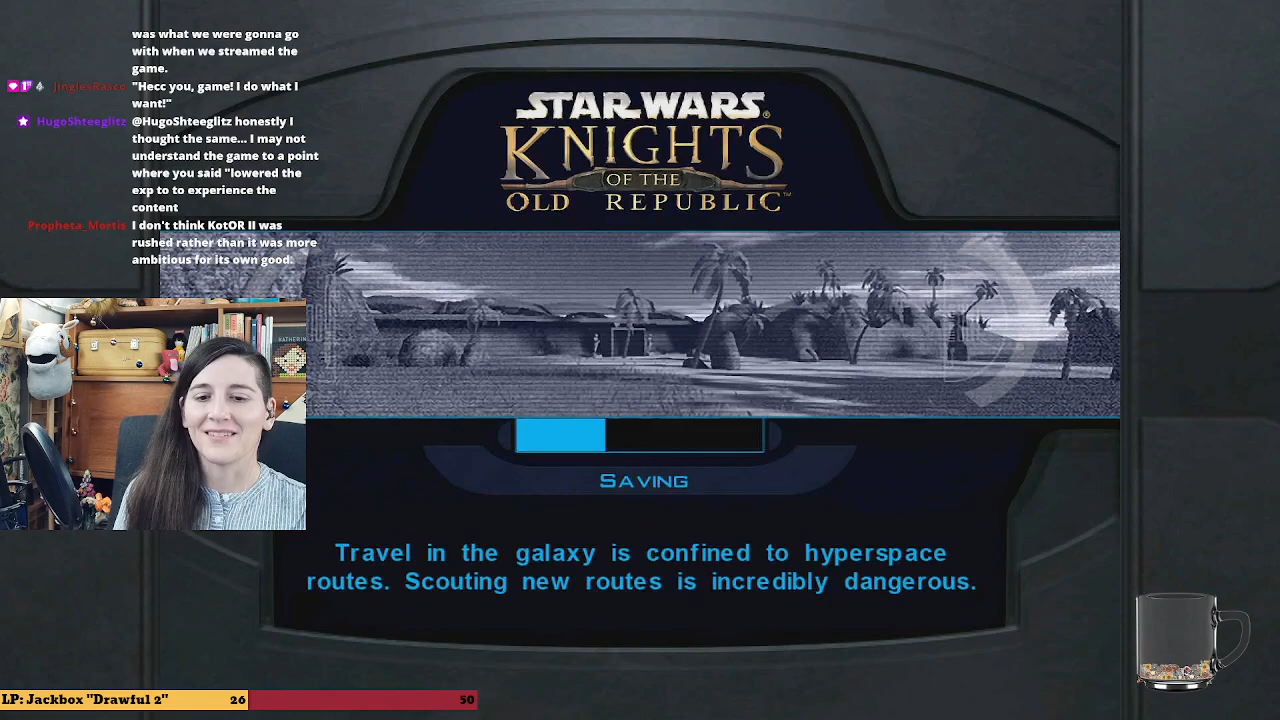 was what we were gonna go
with when we streamed the
game.
JinglesRasco "Hecc you, game! I do what I
want!"
HugoShteeglitz @HugoShteeglitz honestly I
thought the same... I may not
understand the game to a point
where you said "lowered the
exp to to experience the
content
Propheta_Mortis I don't think KotOR II was
rushed rather than it was more
ambitious for its own good.
STAR WARS®
KNIGHTS
OF THE
OLD REPUBLIC™
KATHERINE
SAVING
Travel in the galaxy is confined to hyperspace
routes. Scouting new routes is incredibly dangerous.
LP: Jackbox "Drawful 2" 26 50